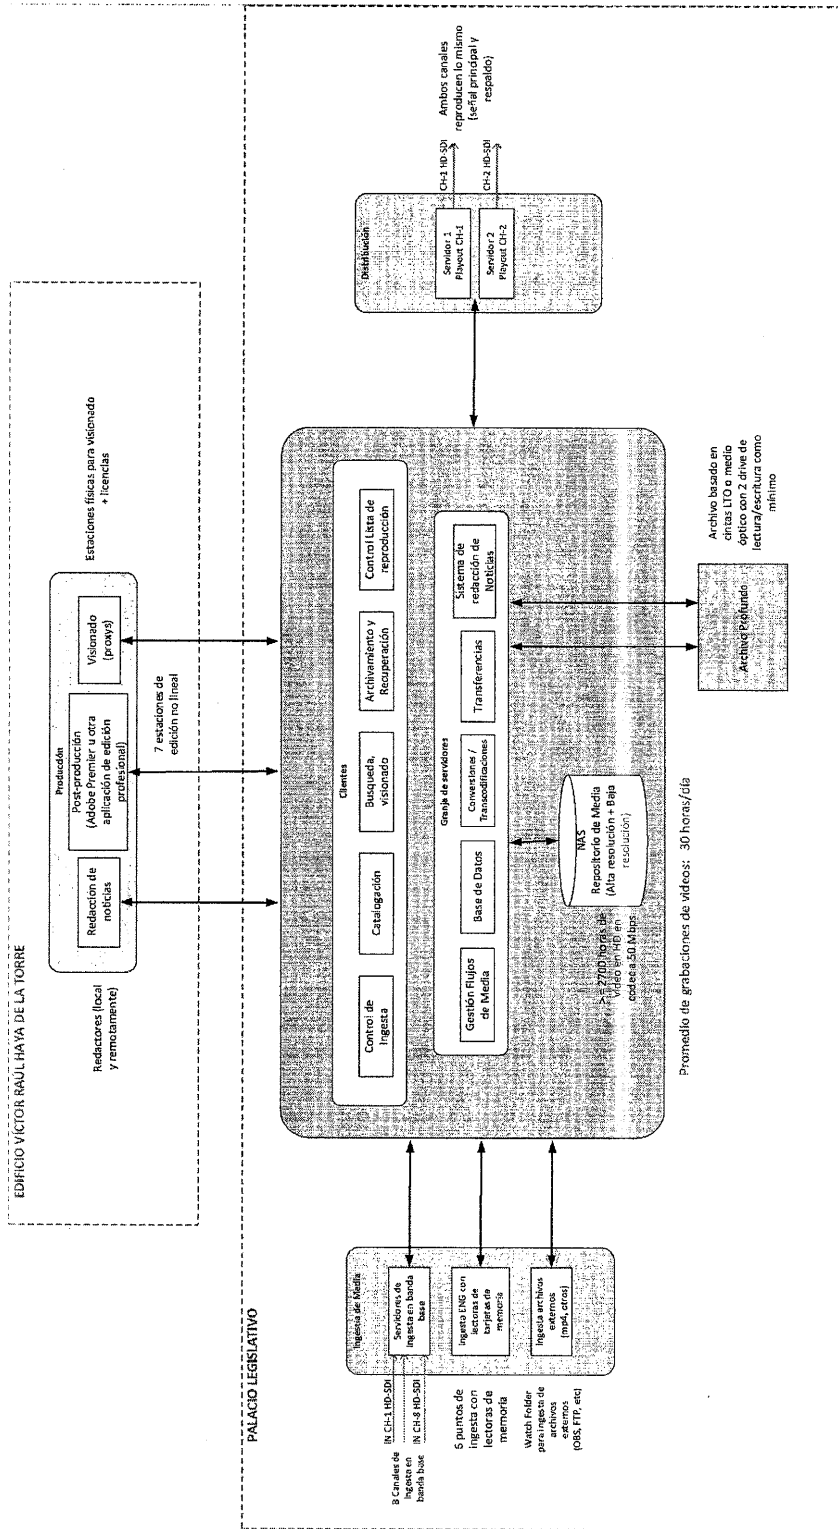 EDIFICIO VÍCTOR RAÚL HAYA DE LA TORRE
Redactores (local
y remotamente)
Producción
Redacción de
noticias
Post-producción
(Adobe Premier u otra
aplicación de edición
profesional)
Visionado
(proxys)
Estaciones físicas para visionado
+ licencias
7 estaciones de
edición no lineal
PALACIO LEGISLATIVO
8 Canales de
Ingesta en
banda base
IN CH-1 HD-SDI
IN CH-8 HD-SDI
Ingestia de Media
Servidores de
Ingesta en banda
base
6 puntos de
ingesta con
lectoras de
memoria
Ingesta ENG con
lectoras de
tarjetas de
memoria
Watch Folder
para ingesta de
archivos
externos
(OBS, FTP, etc)
Ingesta archivos
externos
(mp4, otros)
Clientes
Control de
Ingesta
Catalogación
Busqueda,
visionado
Archivamiento y
Recuperación
Control Lista de
reproducción
Granja de servidores
Gestión Flujos
de Media
Base de Datos
Conversiones /
Transcodificaciones
Transferencias
Sistema de
redacción de
Noticias
>= 2700 horas de
video en HD en
codec a 50 Mbps
NAS
Repositorio de Media
(Alta resolución + Baja
resolución)
Promedio de grabaciones de videos: 30 horas/día
Archivo Profundo
Archivo basado en
cintas LTO o medio
óptico con 2 drive de
lectura/escritura como
mínimo
Distribución
Servidor 1
Playout CH-1
Servidor 2
Playout CH-2
CH-1 HD-SDI
CH-2 HD-SDI
Ambos canales
reproducen lo mismo
(señal principal y
respaldo)